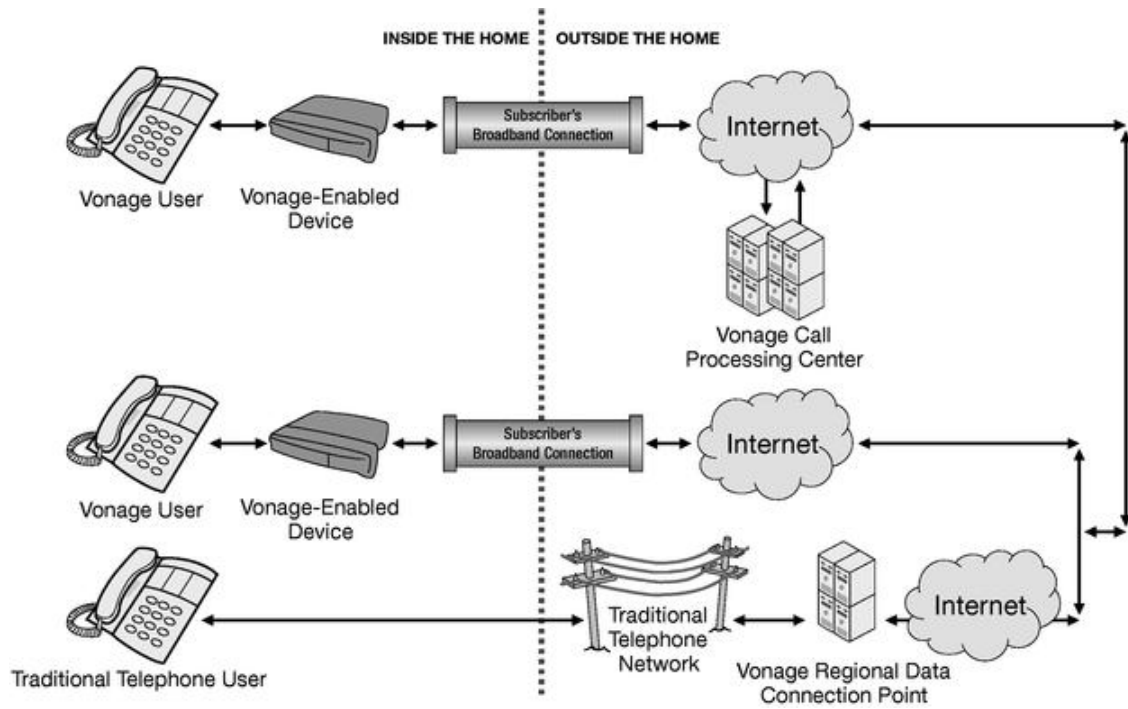 INSIDE THE HOME
OUTSIDE THE HOME
Subscriber's
Broadband Connection
Internet
Vonage User
Vonage-Enabled
Device
Vonage Call
Processing Center
Subscriber's
Broadband Connection
Internet
Vonage User
Vonage-Enabled
Device
Traditional
Telephone
Network
Internet
Traditional Telephone User
Vonage Regional Data
Connection Point